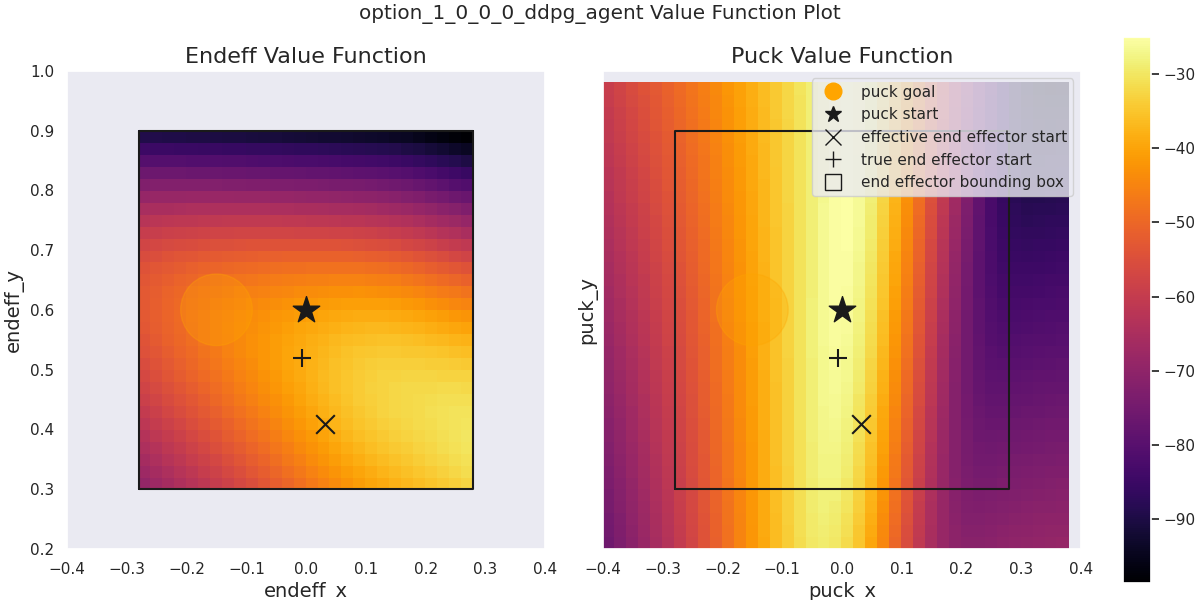 option_1_0_0_0_ddpg_agent Value Function Plot
Endeff Value Function
endeff_y
1.0
0.9
0.8
0.7
0.6
0.5
0.4
0.3
0.2
−0.4 −0.3 −0.2 −0.1 0.0 0.1 0.2 0.3 0.4
endeff_x
Puck Value Function
puck goal
puck start
effective end effector start
true end effector start
end effector bounding box
puck_y
−0.4 −0.3 −0.2 −0.1 0.0 0.1 0.2 0.3 0.4
puck_x
−30
−40
−50
−60
−70
−80
−90